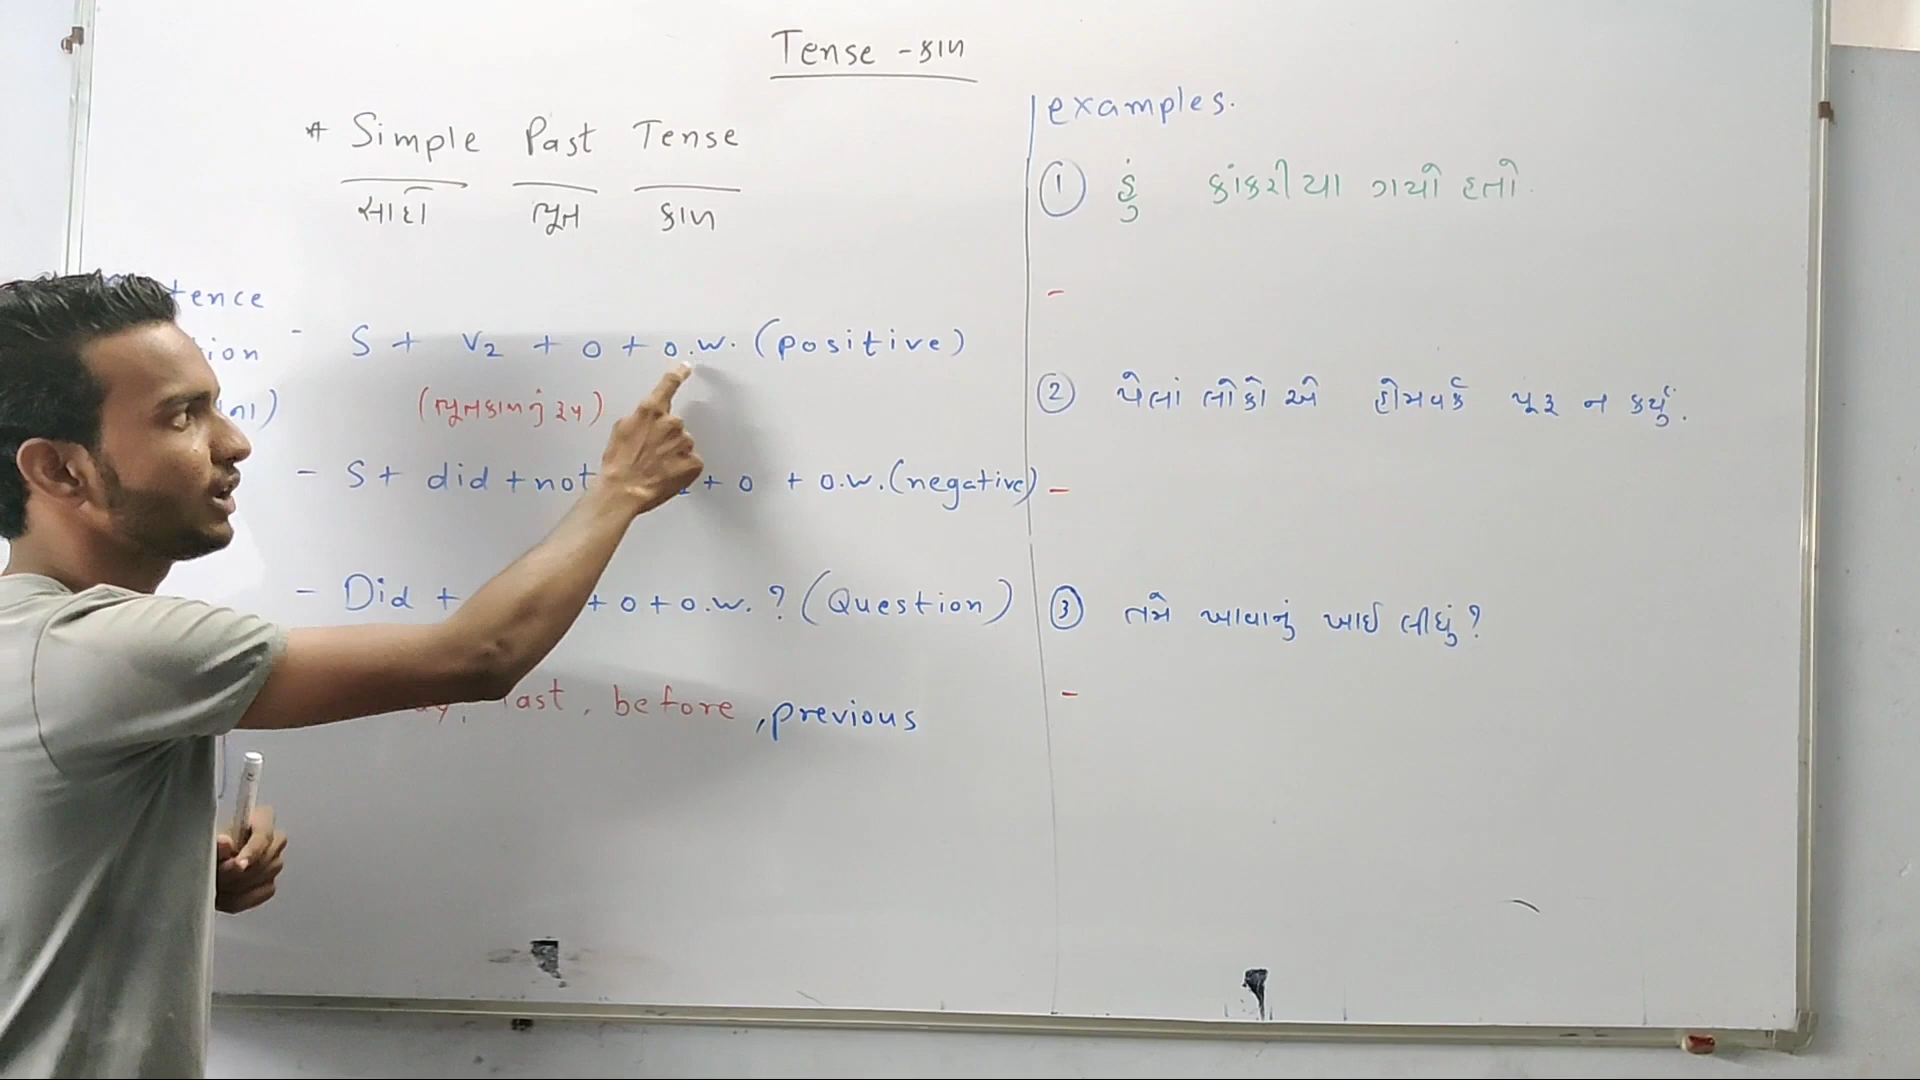 Tense - કાળ
* Simple Past Tense
સાદો ભૂત કાળ
tence
- S + V2 + O + O.W. (positive)
tion
(ભૂતકાળનું રૂપ)
ના)
- S + did + not + O + O.W. (negative)
- Did + + O + O.W. ? (Question)
last, before, previous
examples.
① હું કાંકરીયા ગયો હતો.
-
② પેલાં લોકો એ હોમવર્ક પૂરૂ ન કર્યું.
-
③ તમે ખાવાનું ખાઈ લીધું?
-